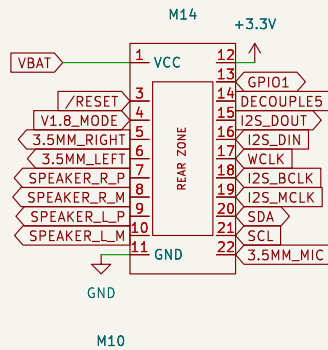 M14
+3.3V
VBAT 1 VCC 12
13 GPIO1
/RESET 3 14 DECOUPLE5
V1.8_MODE 4 15 I2S_DOUT
3.5MM_RIGHT 5 16 I2S_DIN
3.5MM_LEFT 6 17 WCLK
SPEAKER_R_P 7 18 I2S_BCLK
SPEAKER_R_M 8 19 I2S_MCLK
SPEAKER_L_P 9 20 SDA
SPEAKER_L_M 10 21 SCL
11 GND 22 3.5MM_MIC
REAR ZONE
GND
M10